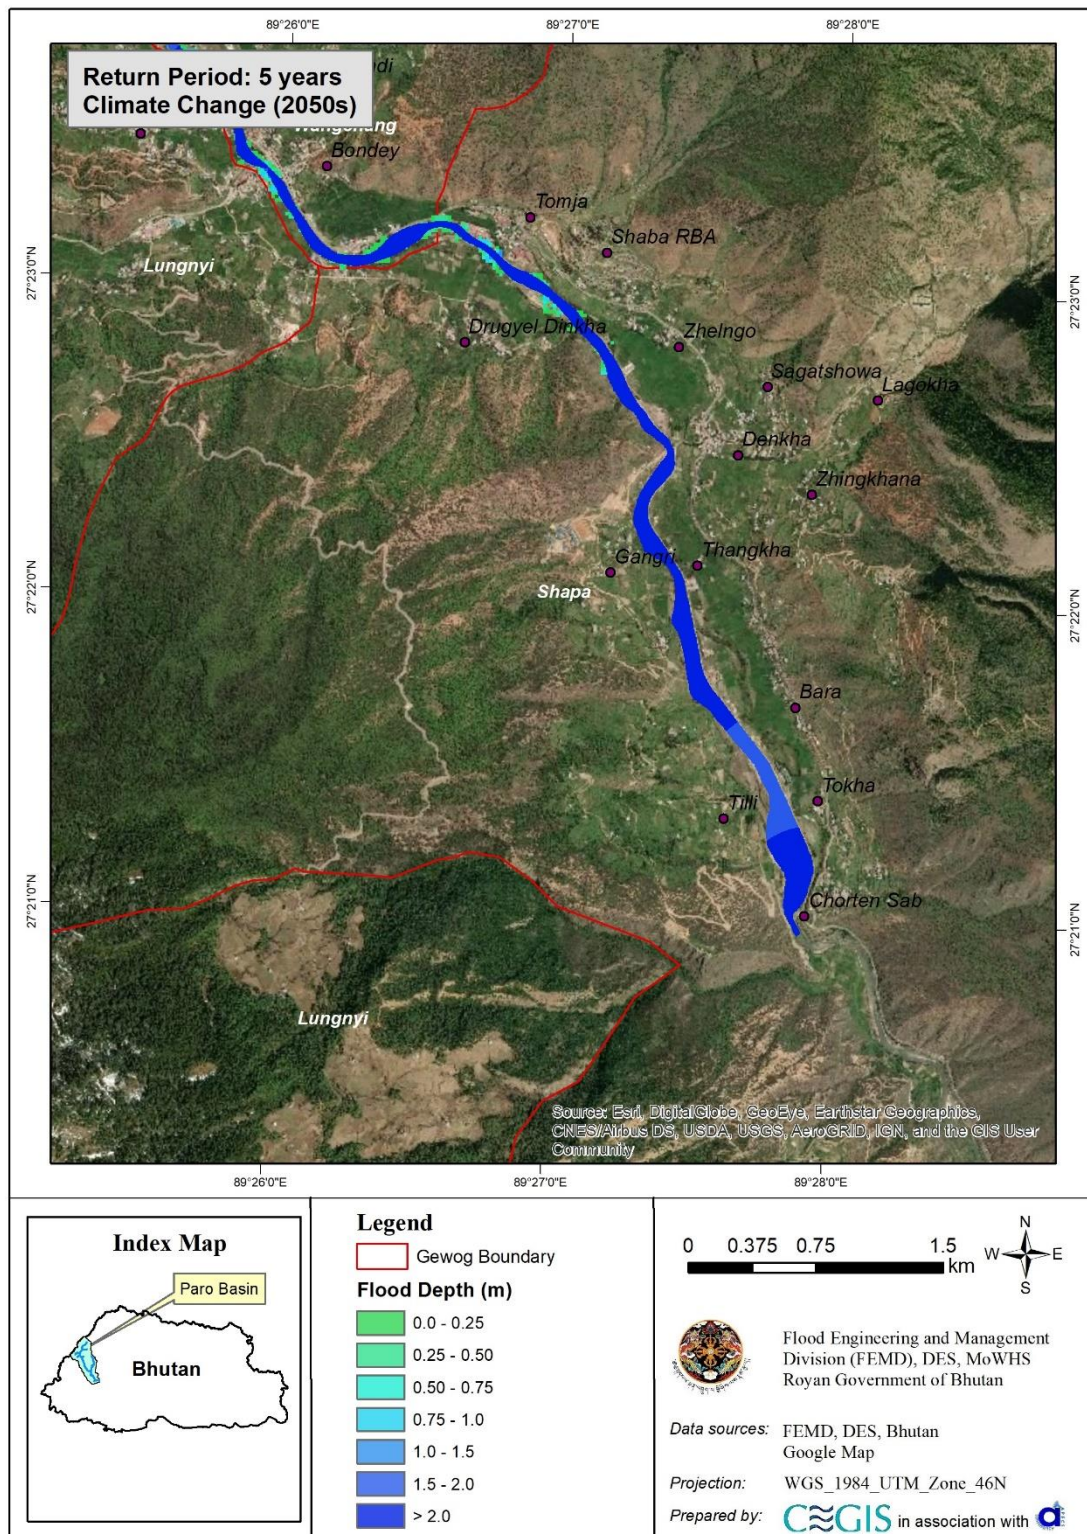 89°26'0"E
89°27'0"E
89°28'0"E
Return Period: 5 years
Climate Change (2050s)
Bondey
Tomja
Shaba RBA
Lungnyi
27°23'0"N
27°23'0"N
Drugyel Dinkha
Zhelngo
Sagatshowa
Lagokha
Denkha
Zhingkhana
Gangri
Thangkha
Shapa
27°22'0"N
27°22'0"N
Bara
Tilli
Tokha
27°21'0"N
27°21'0"N
Chorten Sab
Lungnyi
Source: Esri, DigitalGlobe, GeoEye, Earthstar Geographics,
CNES/Airbus DS, USDA, USGS, AeroGRID, IGN, and the GIS User
Community
89°26'0"E
89°27'0"E
89°28'0"E
Index Map
Paro Basin
Bhutan
Legend
Gewog Boundary
Flood Depth (m)
0.0 - 0.25
0.25 - 0.50
0.50 - 0.75
0.75 - 1.0
1.0 - 1.5
1.5 - 2.0
> 2.0
0 0.375 0.75 1.5
km
N
W E
S
Flood Engineering and Management
Division (FEMD), DES, MoWHS
Royan Government of Bhutan
Data sources: FEMD, DES, Bhutan
Google Map
Projection: WGS_1984_UTM_Zone_46N
Prepared by: CEGIS in association with